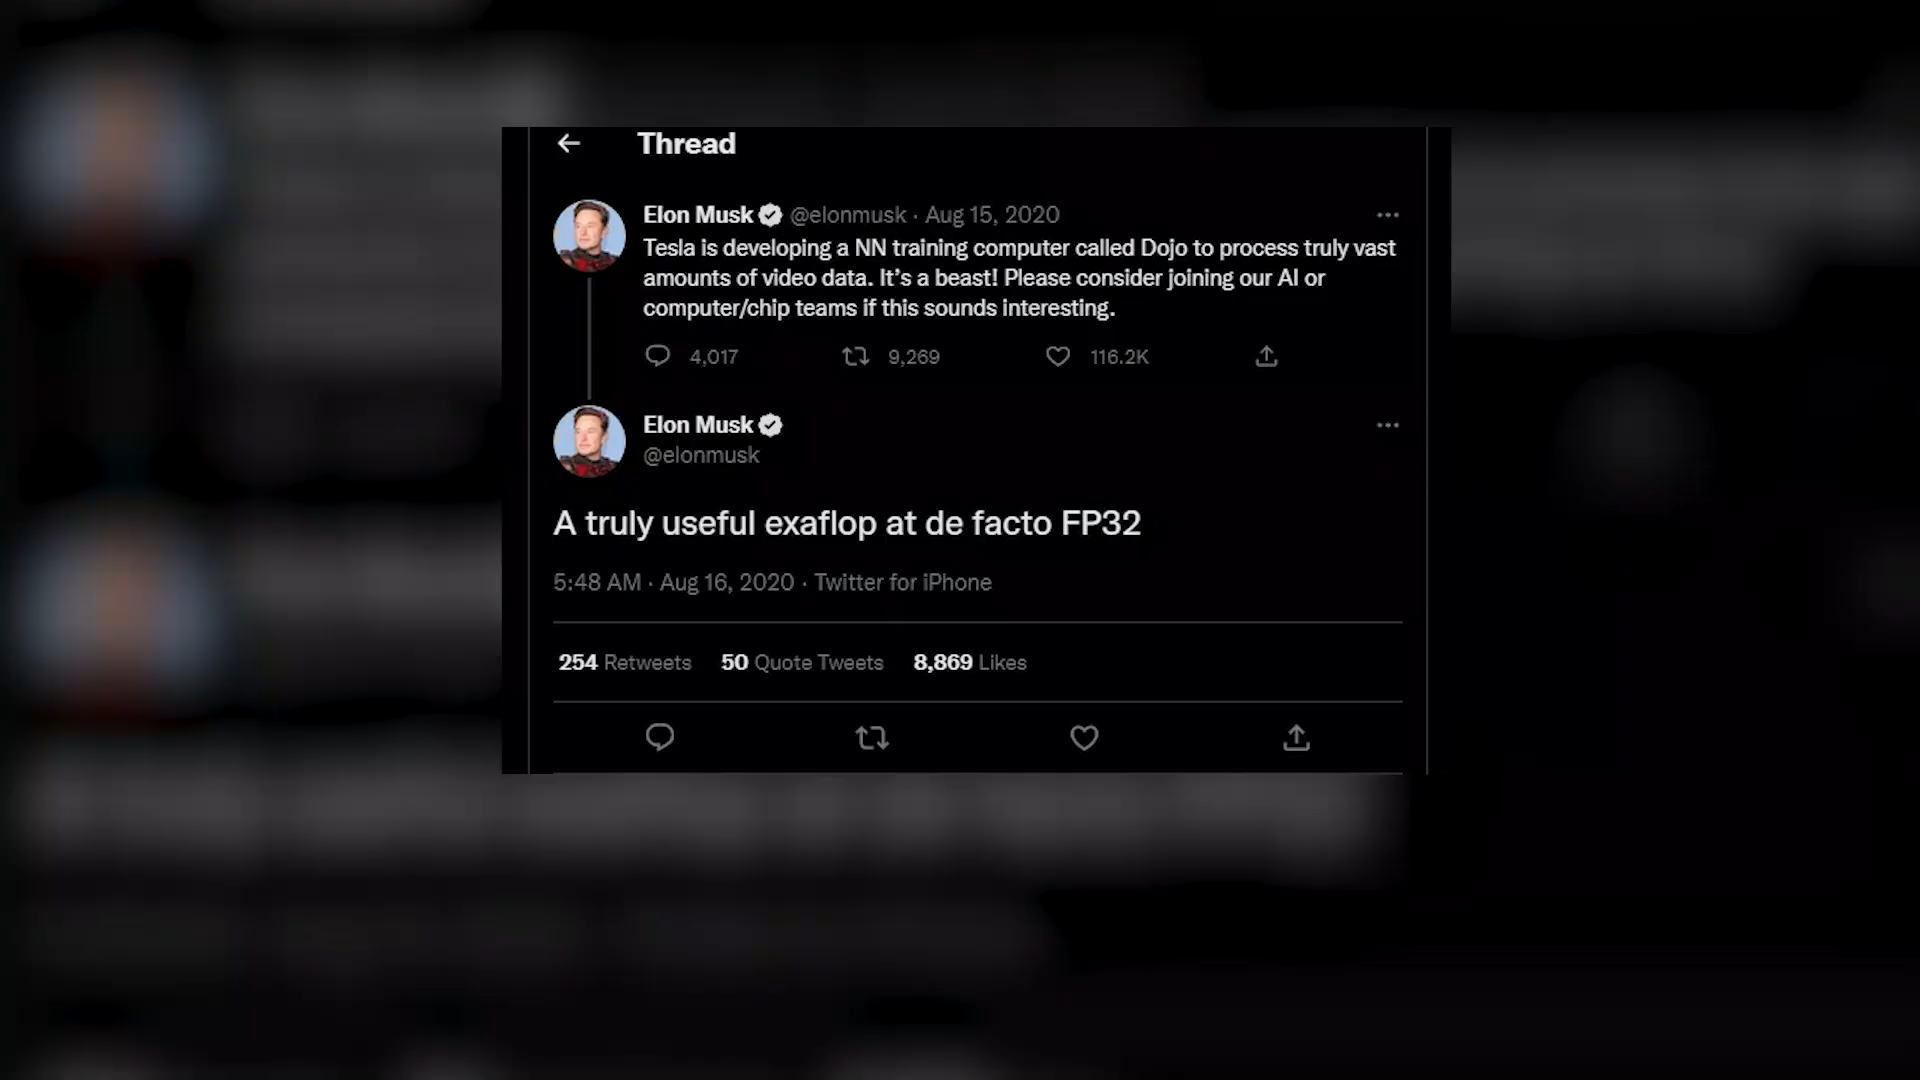 Thread
Elon Musk @elonmusk · Aug 15, 2020
Tesla is developing a NN training computer called Dojo to process truly vast
amounts of video data. It's a beast! Please consider joining our AI or
computer/chip teams if this sounds interesting.
4,017 9,269 116.2K
Elon Musk
@elonmusk
A truly useful exaflop at de facto FP32
5:48 AM · Aug 16, 2020 · Twitter for iPhone
254 Retweets 50 Quote Tweets 8,869 Likes